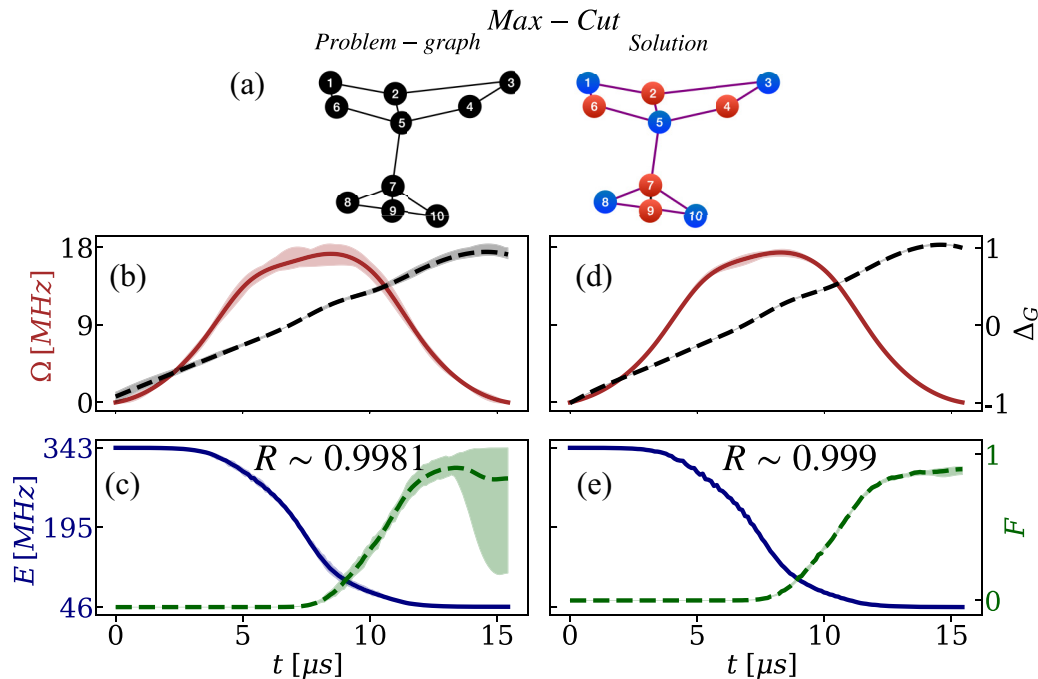 Max − Cut
Problem − graph
Solution
(a)
1
2
3
6
4
5
7
8
9
10
1
2
3
6
4
5
7
8
9
10
(b)
18
9
0
Ω [MHz]
(d)
1
0
-1
Δ_G
(c)
R ∼ 0.9981
343
195
46
E [MHz]
0
5
10
15
t [μs]
(e)
R ∼ 0.999
1
0
F
0
5
10
15
t [μs]